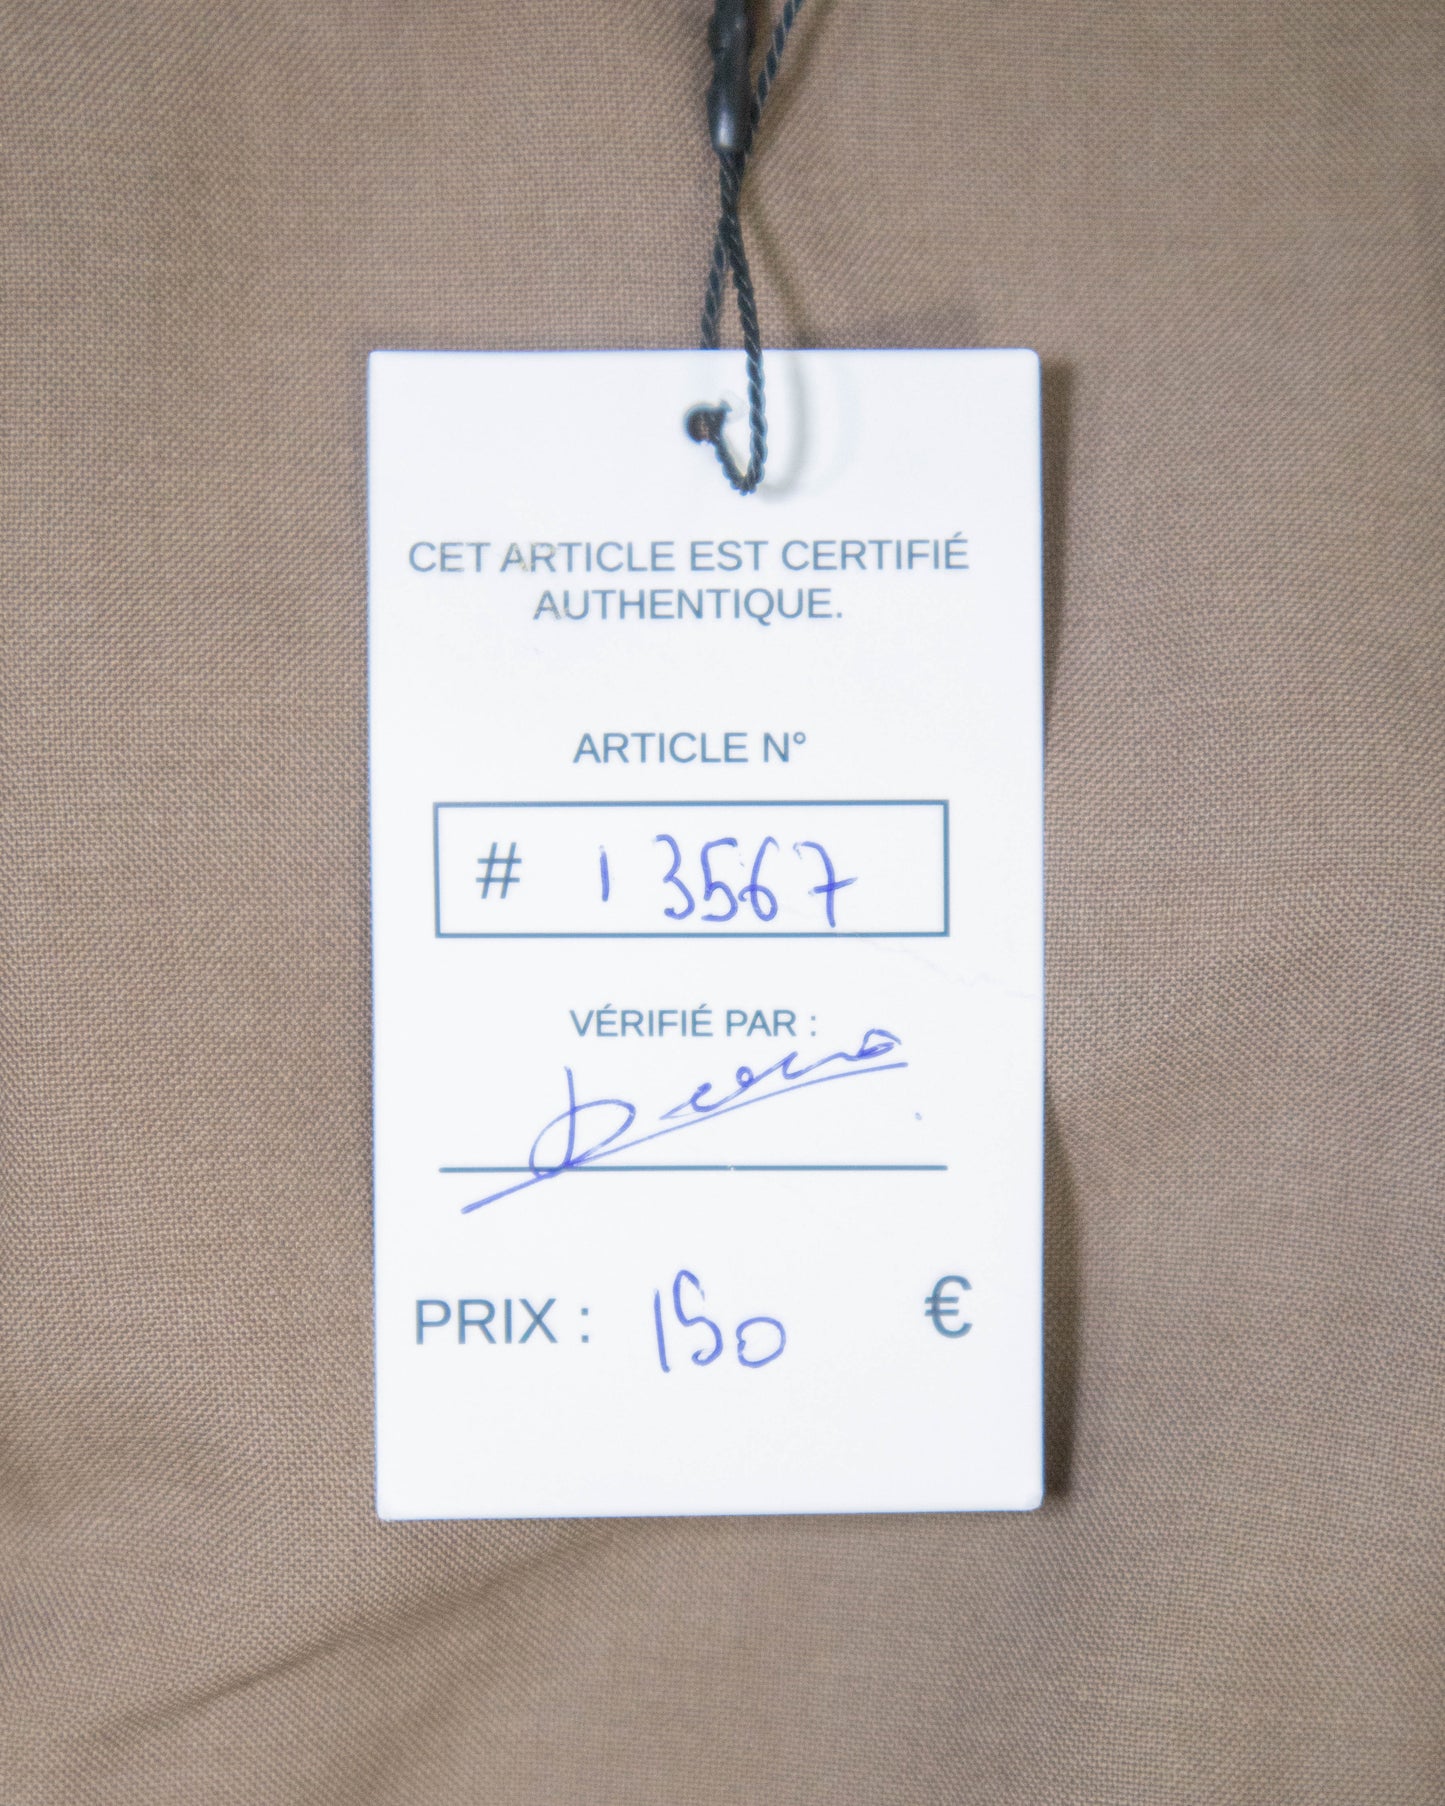 CET ARTICLE EST CERTIFIÉ
AUTHENTIQUE.
ARTICLE N°
# 13567
VÉRIFIÉ PAR :
PRIX : 150 €